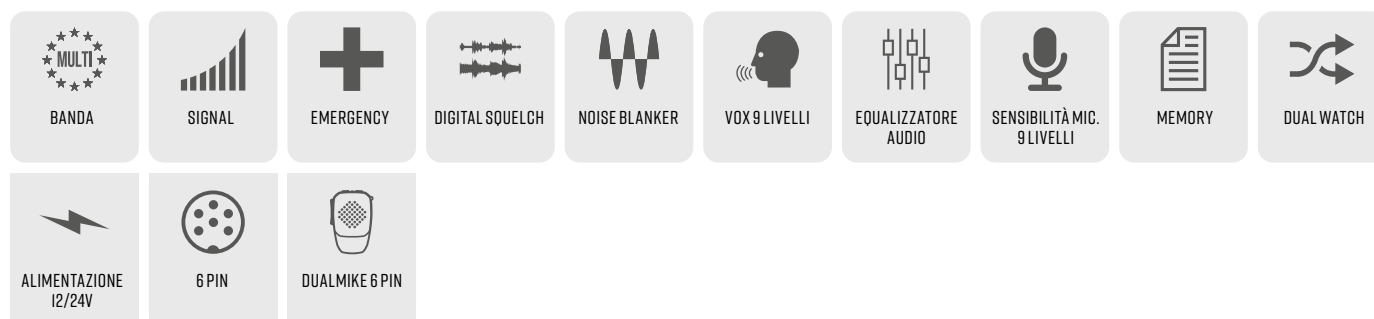 MULTI
BANDA
SIGNAL
EMERGENCY
DIGITAL SQUELCH
NOISE BLANKER
VOX 9 LIVELLI
EQUALIZZATORE
AUDIO
SENSIBILITÀ MIC.
9 LIVELLI
MEMORY
DUAL WATCH
ALIMENTAZIONE
12/24V
6 PIN
DUALMIKE 6 PIN